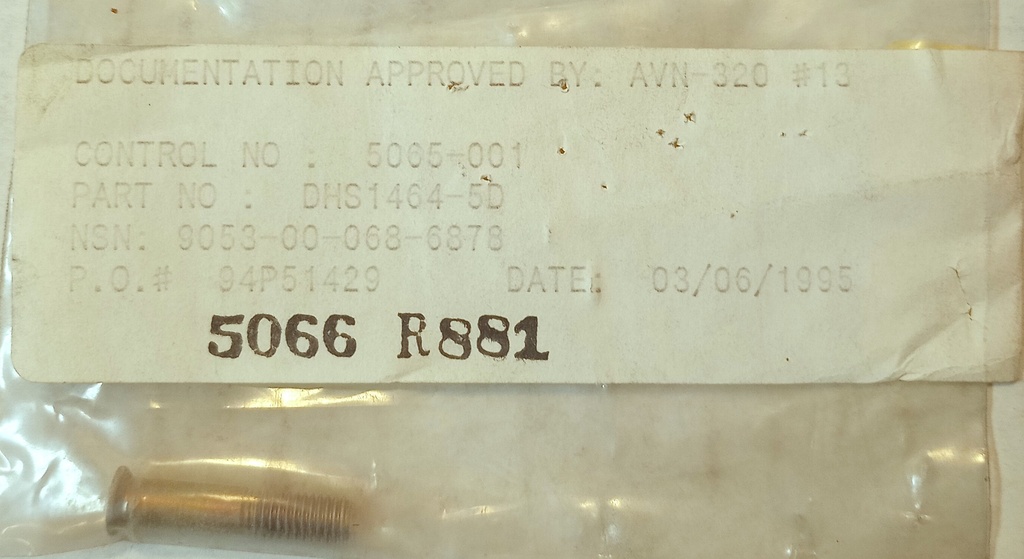 DOCUMENTATION APPROVED BY: AVN-320 #13
CONTROL NO : 5065-001
PART NO : DHS1464-5D
NSN: 9053-00-068-6878
P.O.# 94P51429 DATE: 03/06/1995
5066 R881